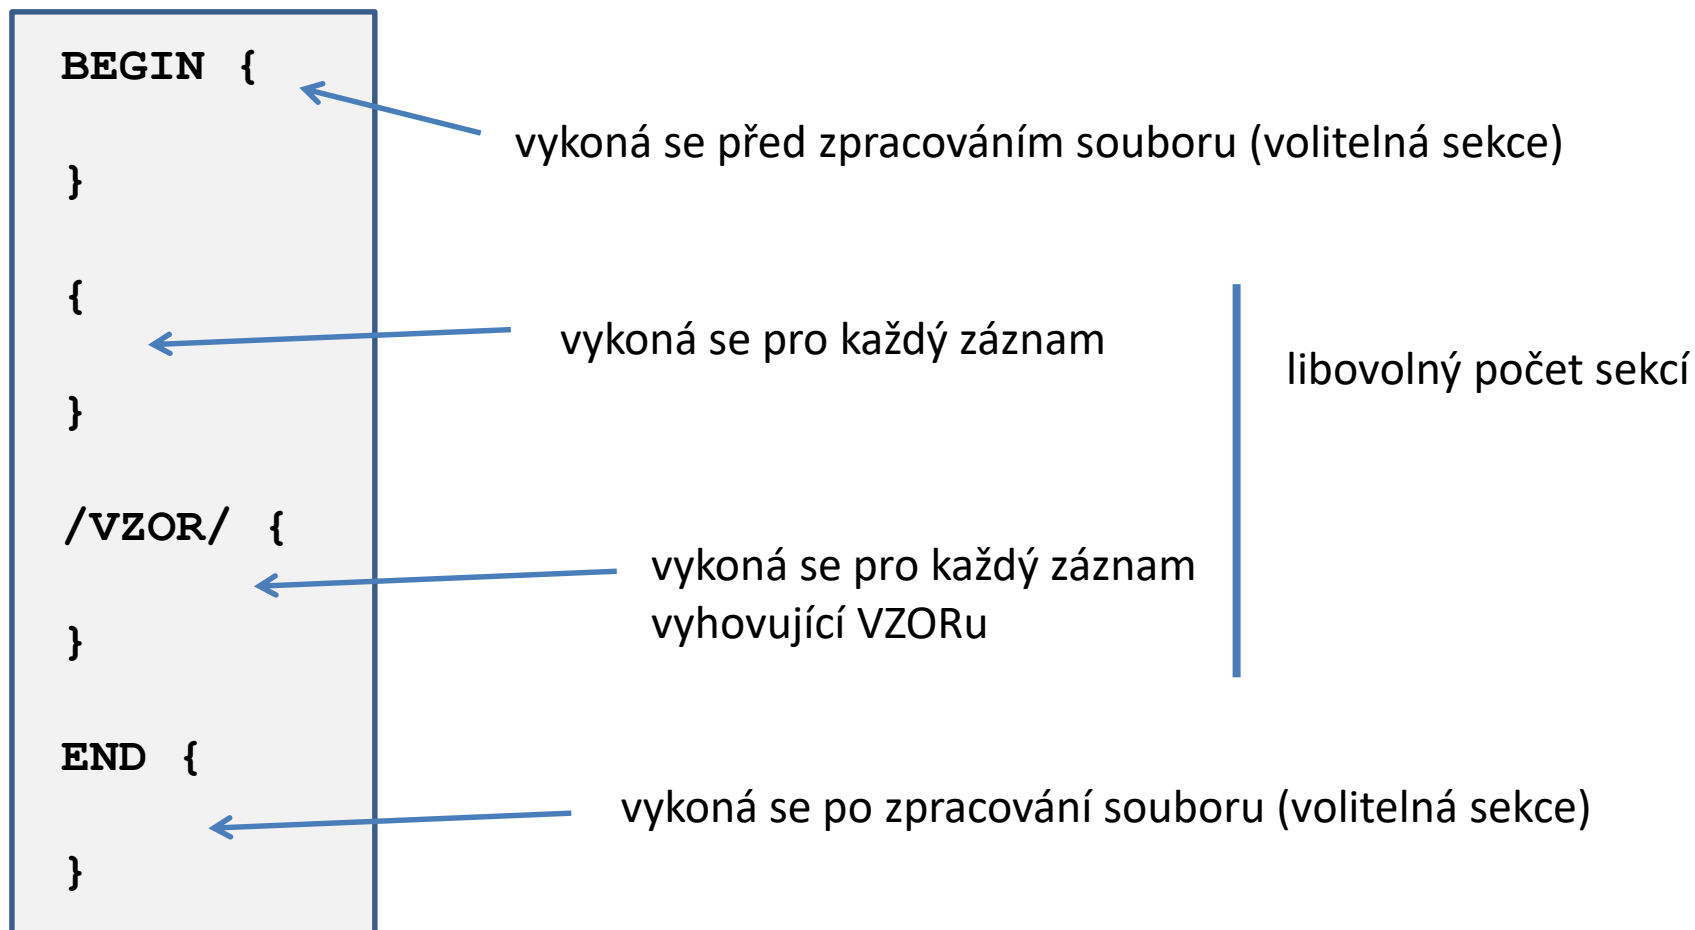 BEGIN {
vykoná se před zpracováním souboru (volitelná sekce)
}
{
vykoná se pro každý záznam
libovolný počet sekcí
}
/VZOR/ {
vykoná se pro každý záznam
vyhovující VZORu
}
END {
vykoná se po zpracování souboru (volitelná sekce)
}